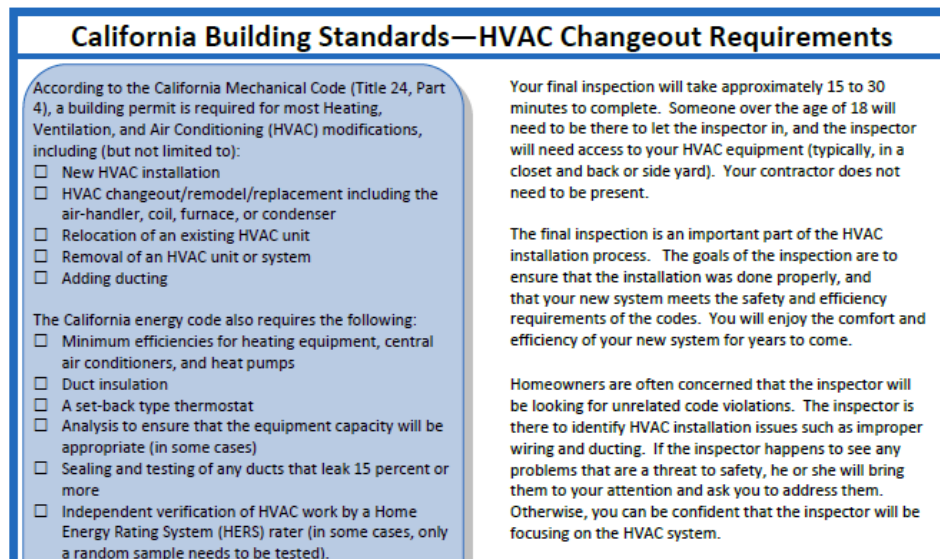 California Building Standards—HVAC Changeout Requirements
According to the California Mechanical Code (Title 24, Part
4), a building permit is required for most Heating,
Ventilation, and Air Conditioning (HVAC) modifications,
including (but not limited to):
☐ New HVAC installation
☐ HVAC changeout/remodel/replacement including the
air-handler, coil, furnace, or condenser
☐ Relocation of an existing HVAC unit
☐ Removal of an HVAC unit or system
☐ Adding ducting
The California energy code also requires the following:
☐ Minimum efficiencies for heating equipment, central
air conditioners, and heat pumps
☐ Duct insulation
☐ A set-back type thermostat
☐ Analysis to ensure that the equipment capacity will be
appropriate (in some cases)
☐ Sealing and testing of any ducts that leak 15 percent or
more
☐ Independent verification of HVAC work by a Home
Energy Rating System (HERS) rater (in some cases, only
a random sample needs to be tested).
Your final inspection will take approximately 15 to 30
minutes to complete. Someone over the age of 18 will
need to be there to let the inspector in, and the inspector
will need access to your HVAC equipment (typically, in a
closet and back or side yard). Your contractor does not
need to be present.
The final inspection is an important part of the HVAC
installation process. The goals of the inspection are to
ensure that the installation was done properly, and
that your new system meets the safety and efficiency
requirements of the codes. You will enjoy the comfort and
efficiency of your new system for years to come.
Homeowners are often concerned that the inspector will
be looking for unrelated code violations. The inspector is
there to identify HVAC installation issues such as improper
wiring and ducting. If the inspector happens to see any
problems that are a threat to safety, he or she will bring
them to your attention and ask you to address them.
Otherwise, you can be confident that the inspector will be
focusing on the HVAC system.